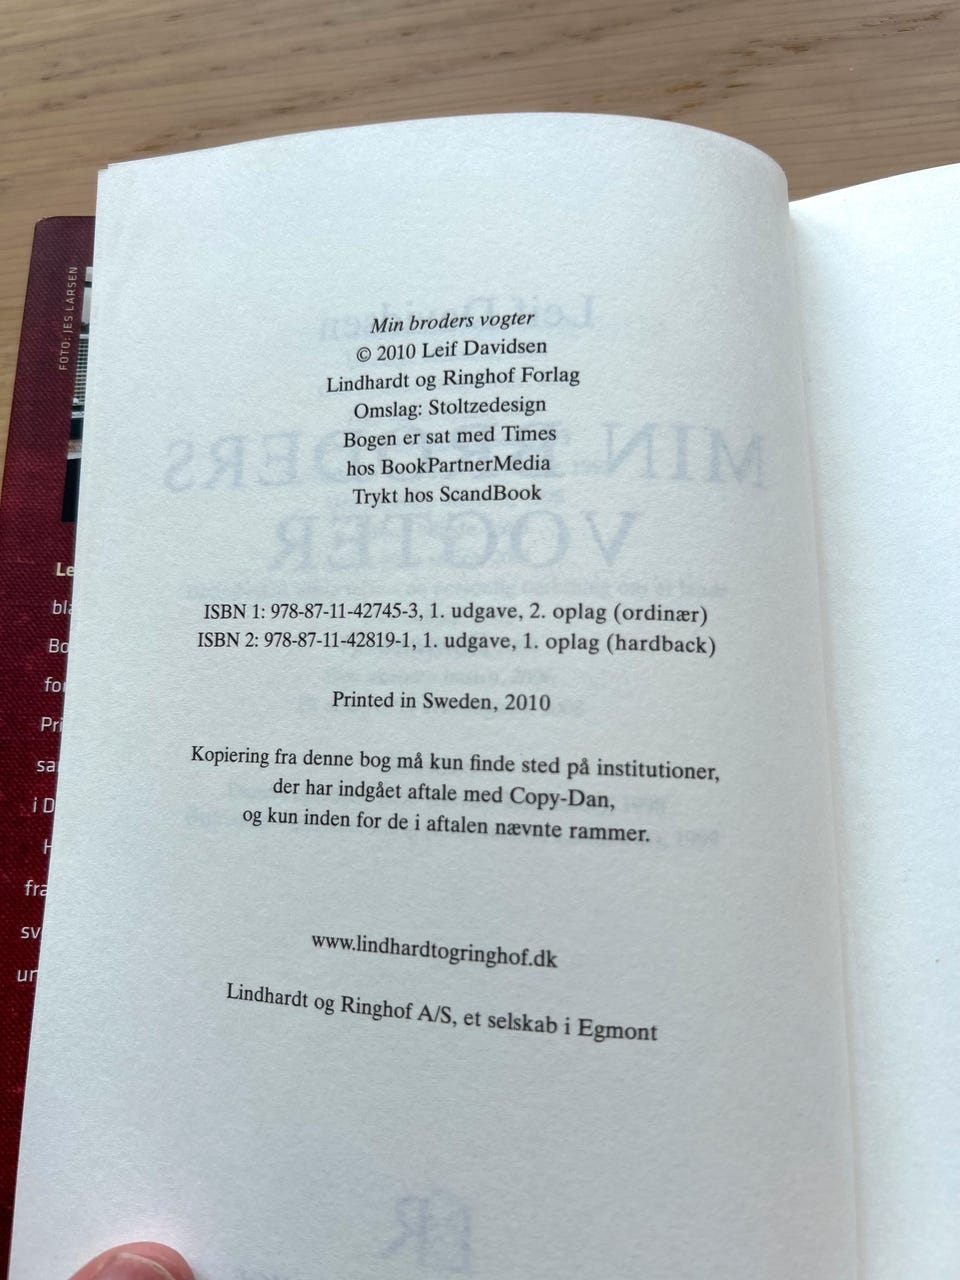 FOTO: JES LARSEN
Min broders vogter
© 2010 Leif Davidsen
Lindhardt og Ringhof Forlag
Omslag: Stoltzedesign
Bogen er sat med Times
hos BookPartnerMedia
Trykt hos ScandBook
ISBN 1: 978-87-11-42745-3, 1. udgave, 2. oplag (ordinær)
ISBN 2: 978-87-11-42819-1, 1. udgave, 1. oplag (hardback)
Printed in Sweden, 2010
Kopiering fra denne bog må kun finde sted på institutioner,
der har indgået aftale med Copy-Dan,
og kun inden for de i aftalen nævnte rammer.
www.lindhardtogringhof.dk
Lindhardt og Ringhof A/S, et selskab i Egmont